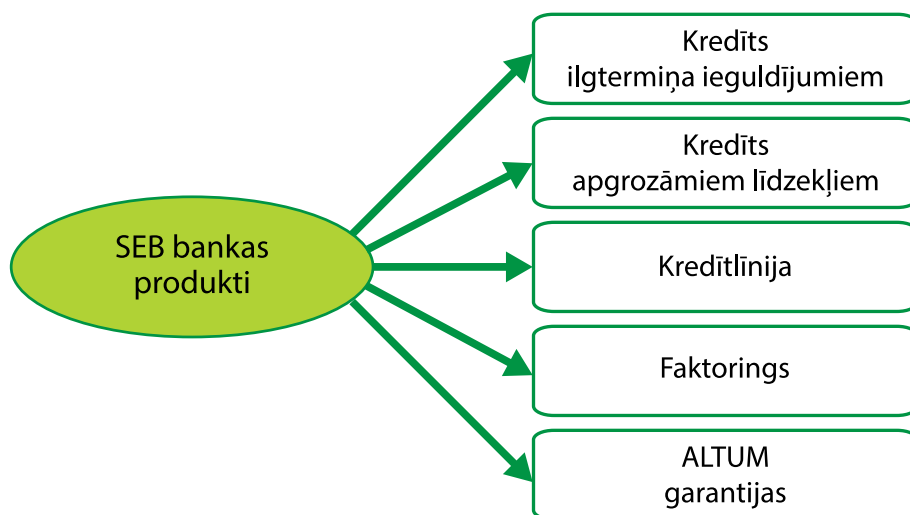 SEB bankas
produkti
Kredīts
ilgtermiņa ieguldījumiem
Kredīts
apgrozāmiem līdzekļiem
Kredītlīnija
Faktorings
ALTUM
garantijas